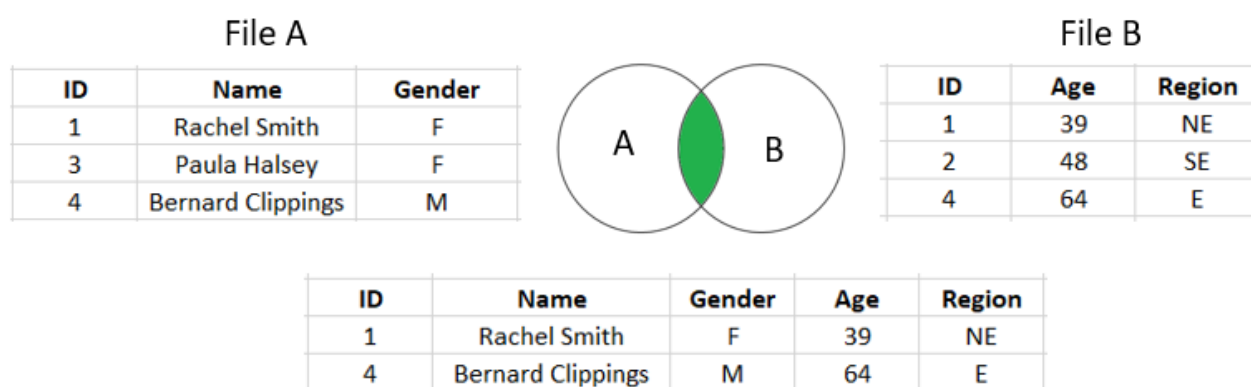 File A
ID Name Gender
1 Rachel Smith F
3 Paula Halsey F
4 Bernard Clippings M
A B
File B
ID Age Region
1 39 NE
2 48 SE
4 64 E
ID Name Gender Age Region
1 Rachel Smith F 39 NE
4 Bernard Clippings M 64 E